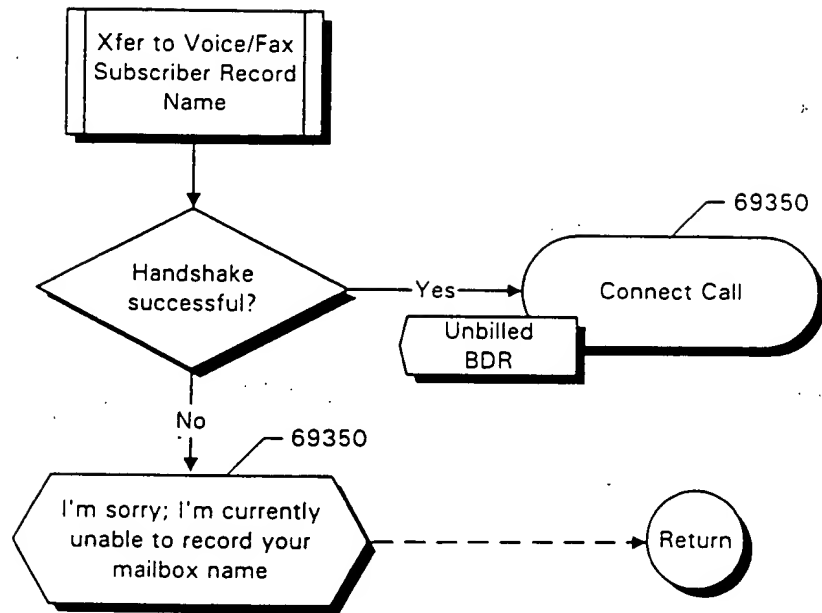 Xfer to Voice/Fax
Subscriber Record
Name
69350
Handshake
successful?
Yes
Connect Call
Unbilled
BDR
No
69350
I'm sorry; I'm currently
unable to record your
mailbox name
Return